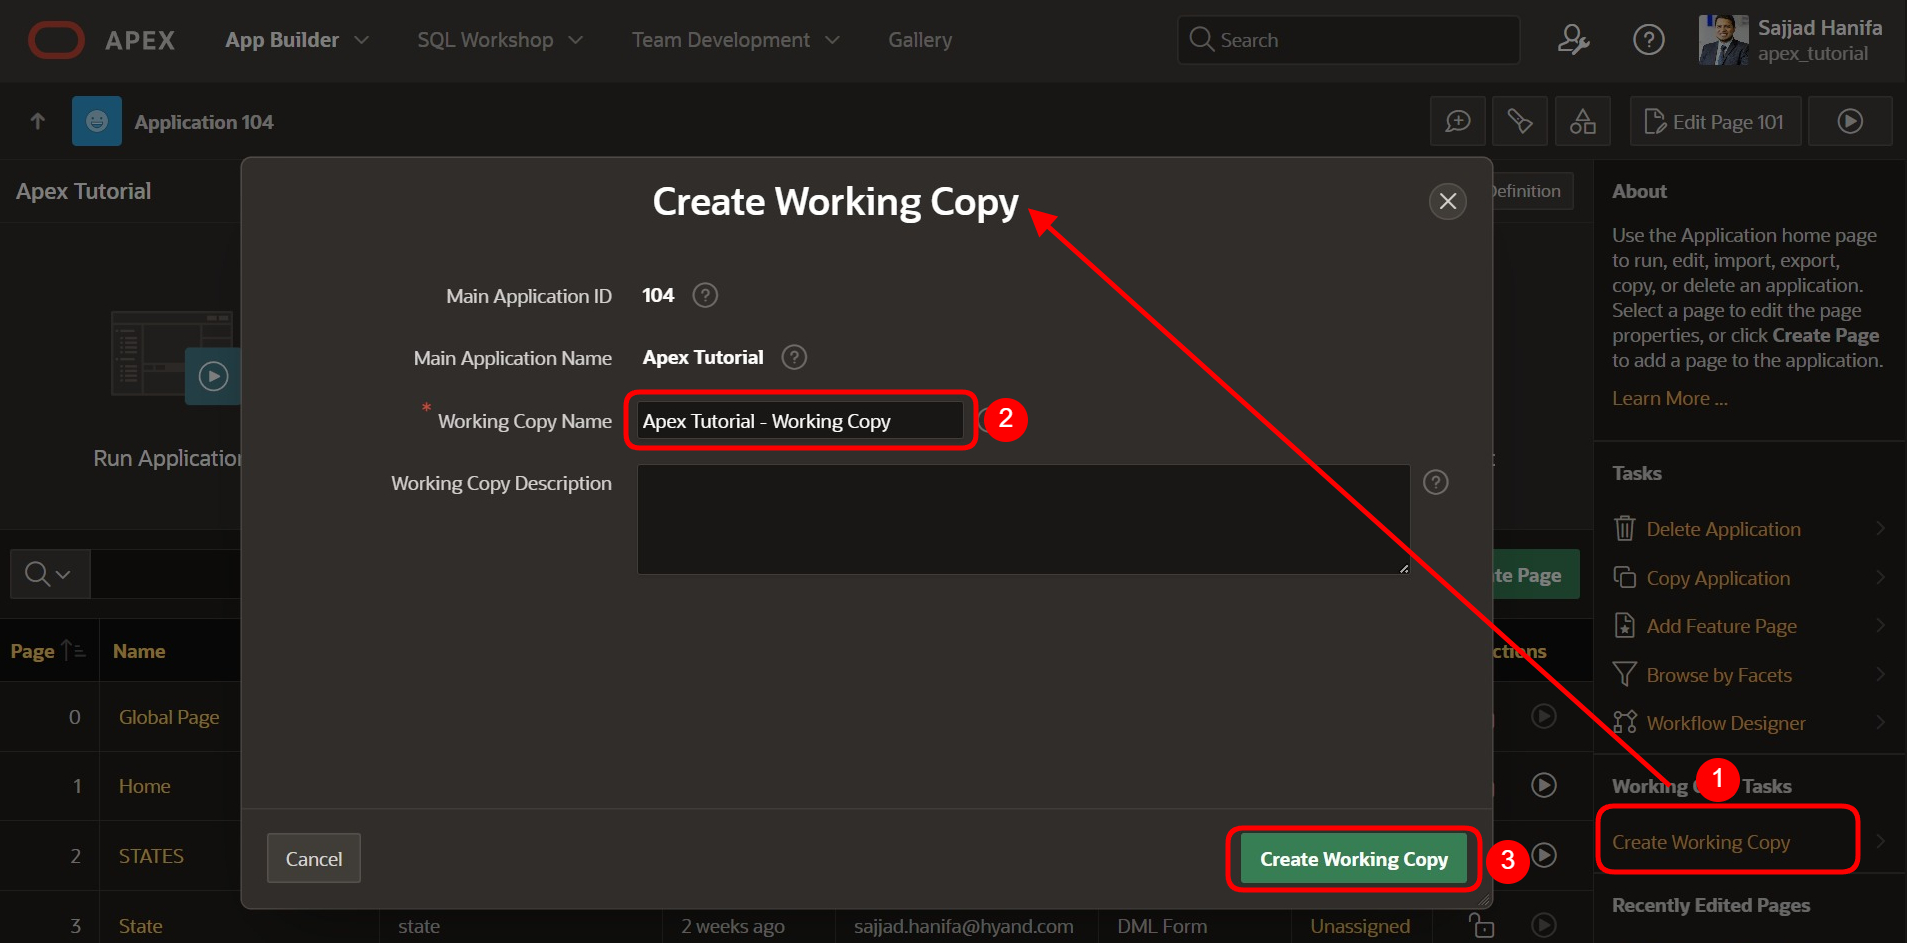 APEX App Builder SQL Workshop Team Development Gallery Search Sajjad Hanifa
apex_tutorial
Application 104 Edit Page 101
Apex Tutorial
Run Application
Page Name
0 Global Page
1 Home
2 STATES
3 State state 2 weeks ago sajjad.hanifa@hyand.com DML Form Unassigned
Create Working Copy
Main Application ID 104
Main Application Name Apex Tutorial
* Working Copy Name Apex Tutorial - Working Copy 2
Working Copy Description
Cancel Create Working Copy 3
Definition
te Page
ctions
About
Use the Application home page
to run, edit, import, export,
copy, or delete an application.
Select a page to edit the page
properties, or click Create Page
to add a page to the application.
Learn More ...
Tasks
Delete Application
Copy Application
Add Feature Page
Browse by Facets
Workflow Designer
Working 1 Tasks
Create Working Copy
Recently Edited Pages